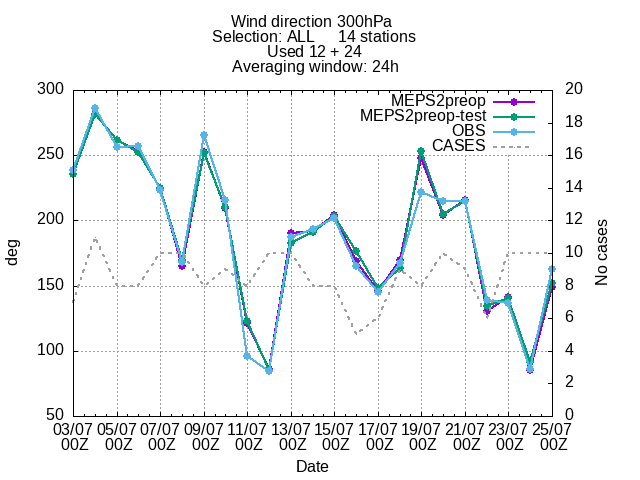 Wind direction 300hPa
Selection: ALL 14 stations
Used 12 + 24
Averaging window: 24h
MEPS2preop
MEPS2preop-test
OBS
CASES
deg
300
250
200
150
100
50
No cases
20
18
16
14
12
10
8
6
4
2
0
03/07 05/07 07/07 09/07 11/07 13/07 15/07 17/07 19/07 21/07 23/07 25/07
00Z 00Z 00Z 00Z 00Z 00Z 00Z 00Z 00Z 00Z 00Z 00Z
Date